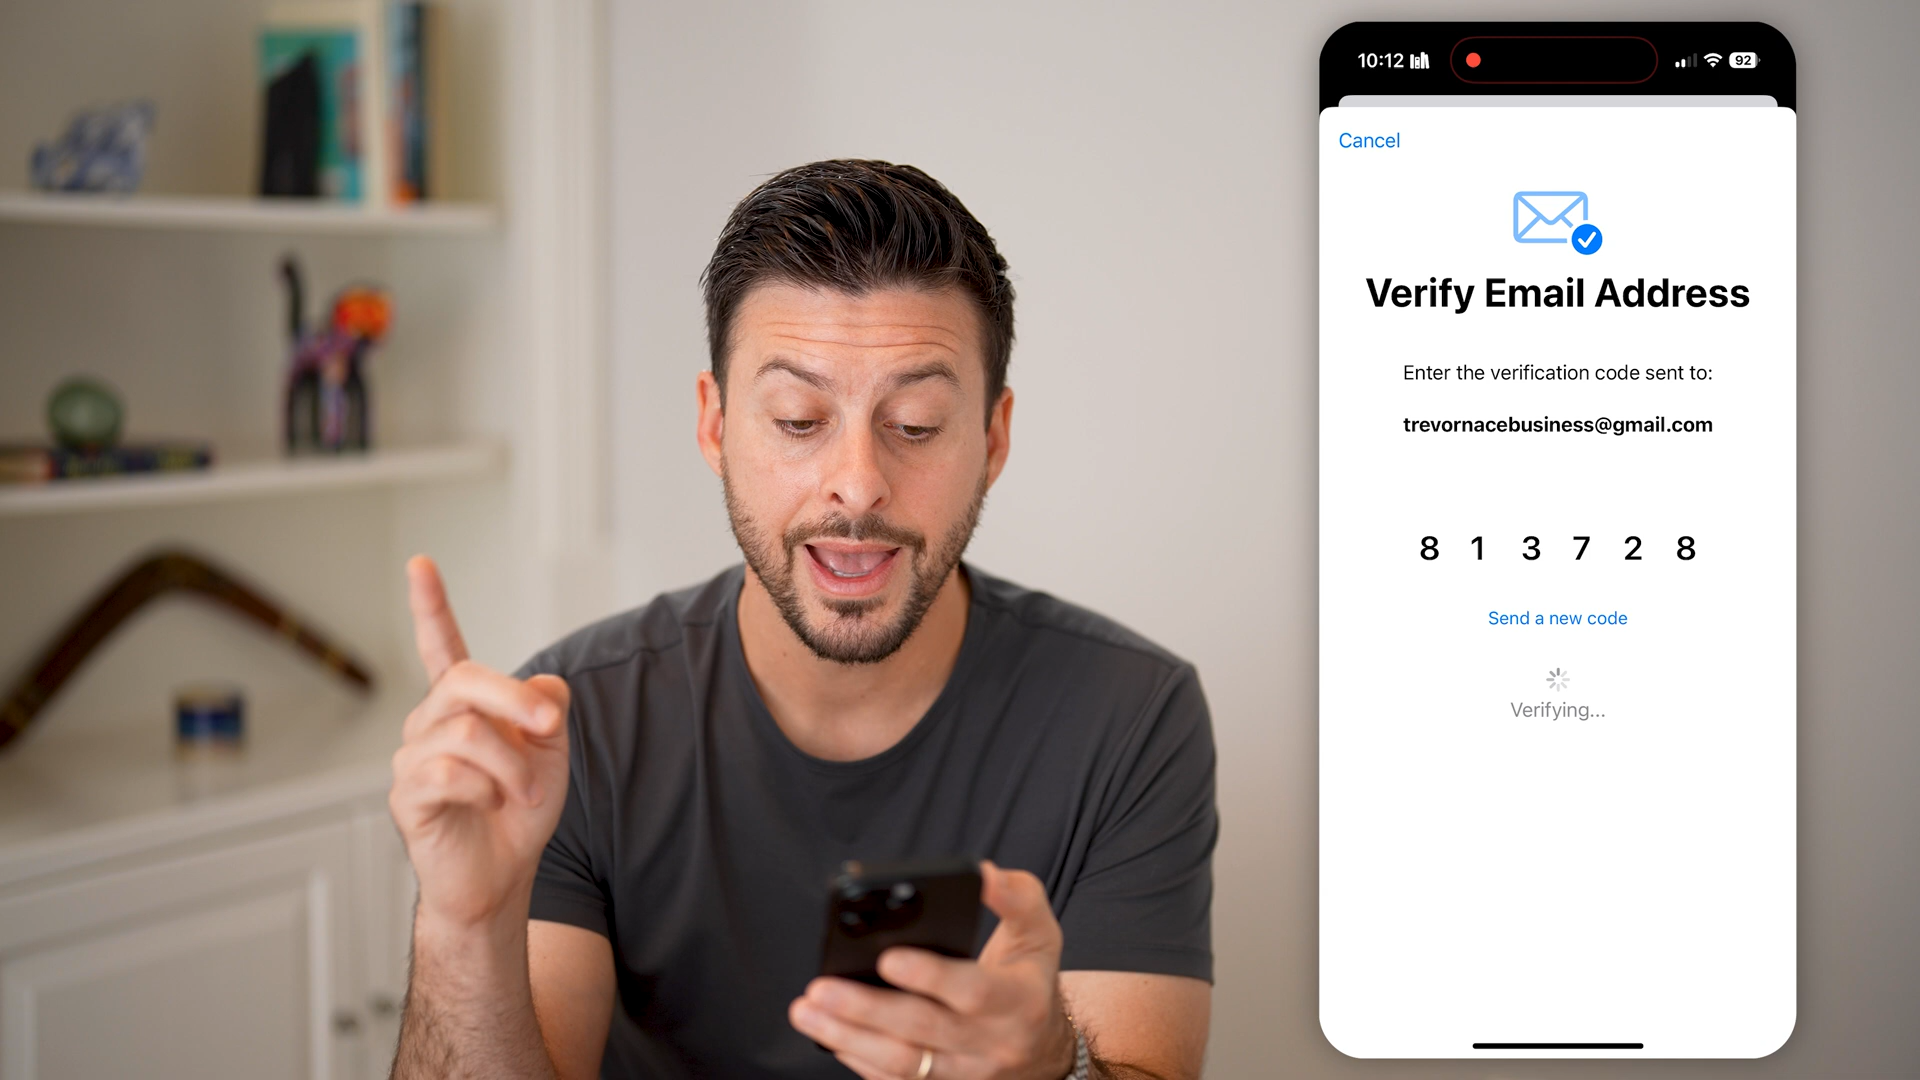 10:12
92
Cancel
Verify Email Address
Enter the verification code sent to:
trevornacebusiness@gmail.com
8 1 3 7 2 8
Send a new code
Verifying...